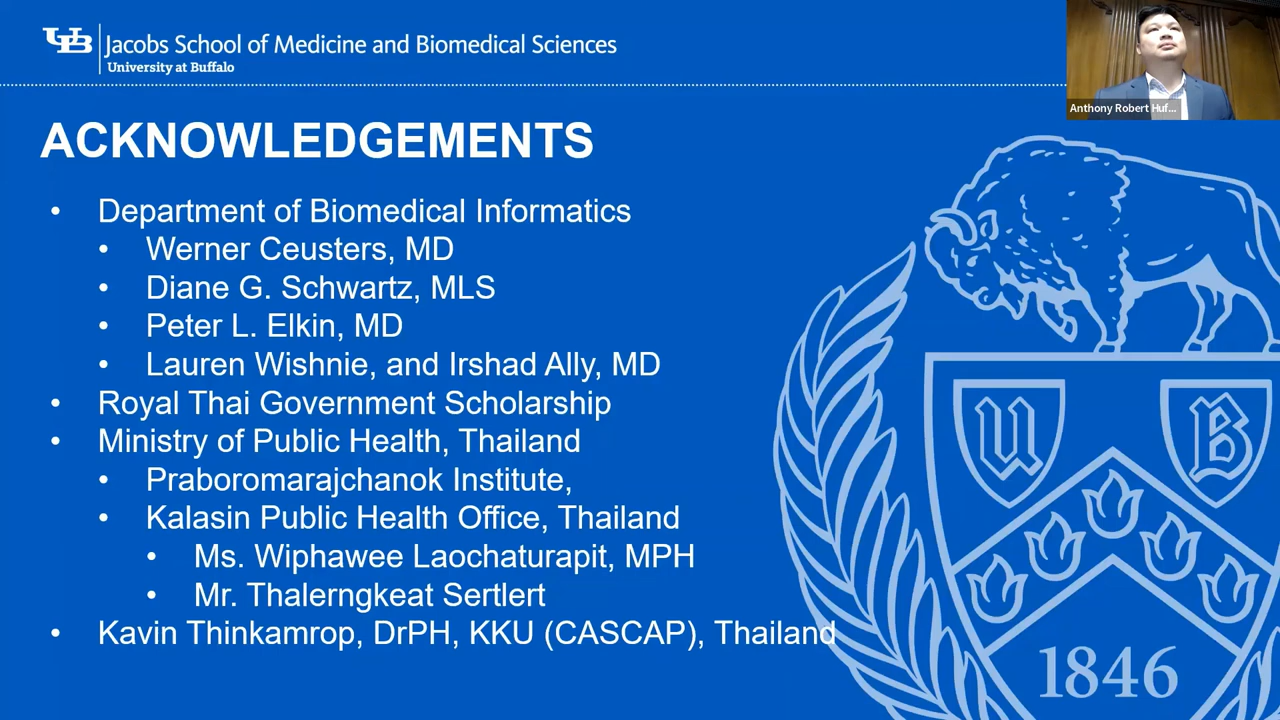 UB Jacobs School of Medicine and Biomedical Sciences
University at Buffalo
Anthony Robert Huf...
ACKNOWLEDGEMENTS
• Department of Biomedical Informatics
• Werner Ceusters, MD
• Diane G. Schwartz, MLS
• Peter L. Elkin, MD
• Lauren Wishnie, and Irshad Ally, MD
• Royal Thai Government Scholarship
• Ministry of Public Health, Thailand
• Praboromarajchanok Institute,
• Kalasin Public Health Office, Thailand
• Ms. Wiphawee Laochaturapit, MPH
• Mr. Thalerngkeat Sertlert
• Kavin Thinkamrop, DrPH, KKU (CASCAP), Thailand
U B
1846